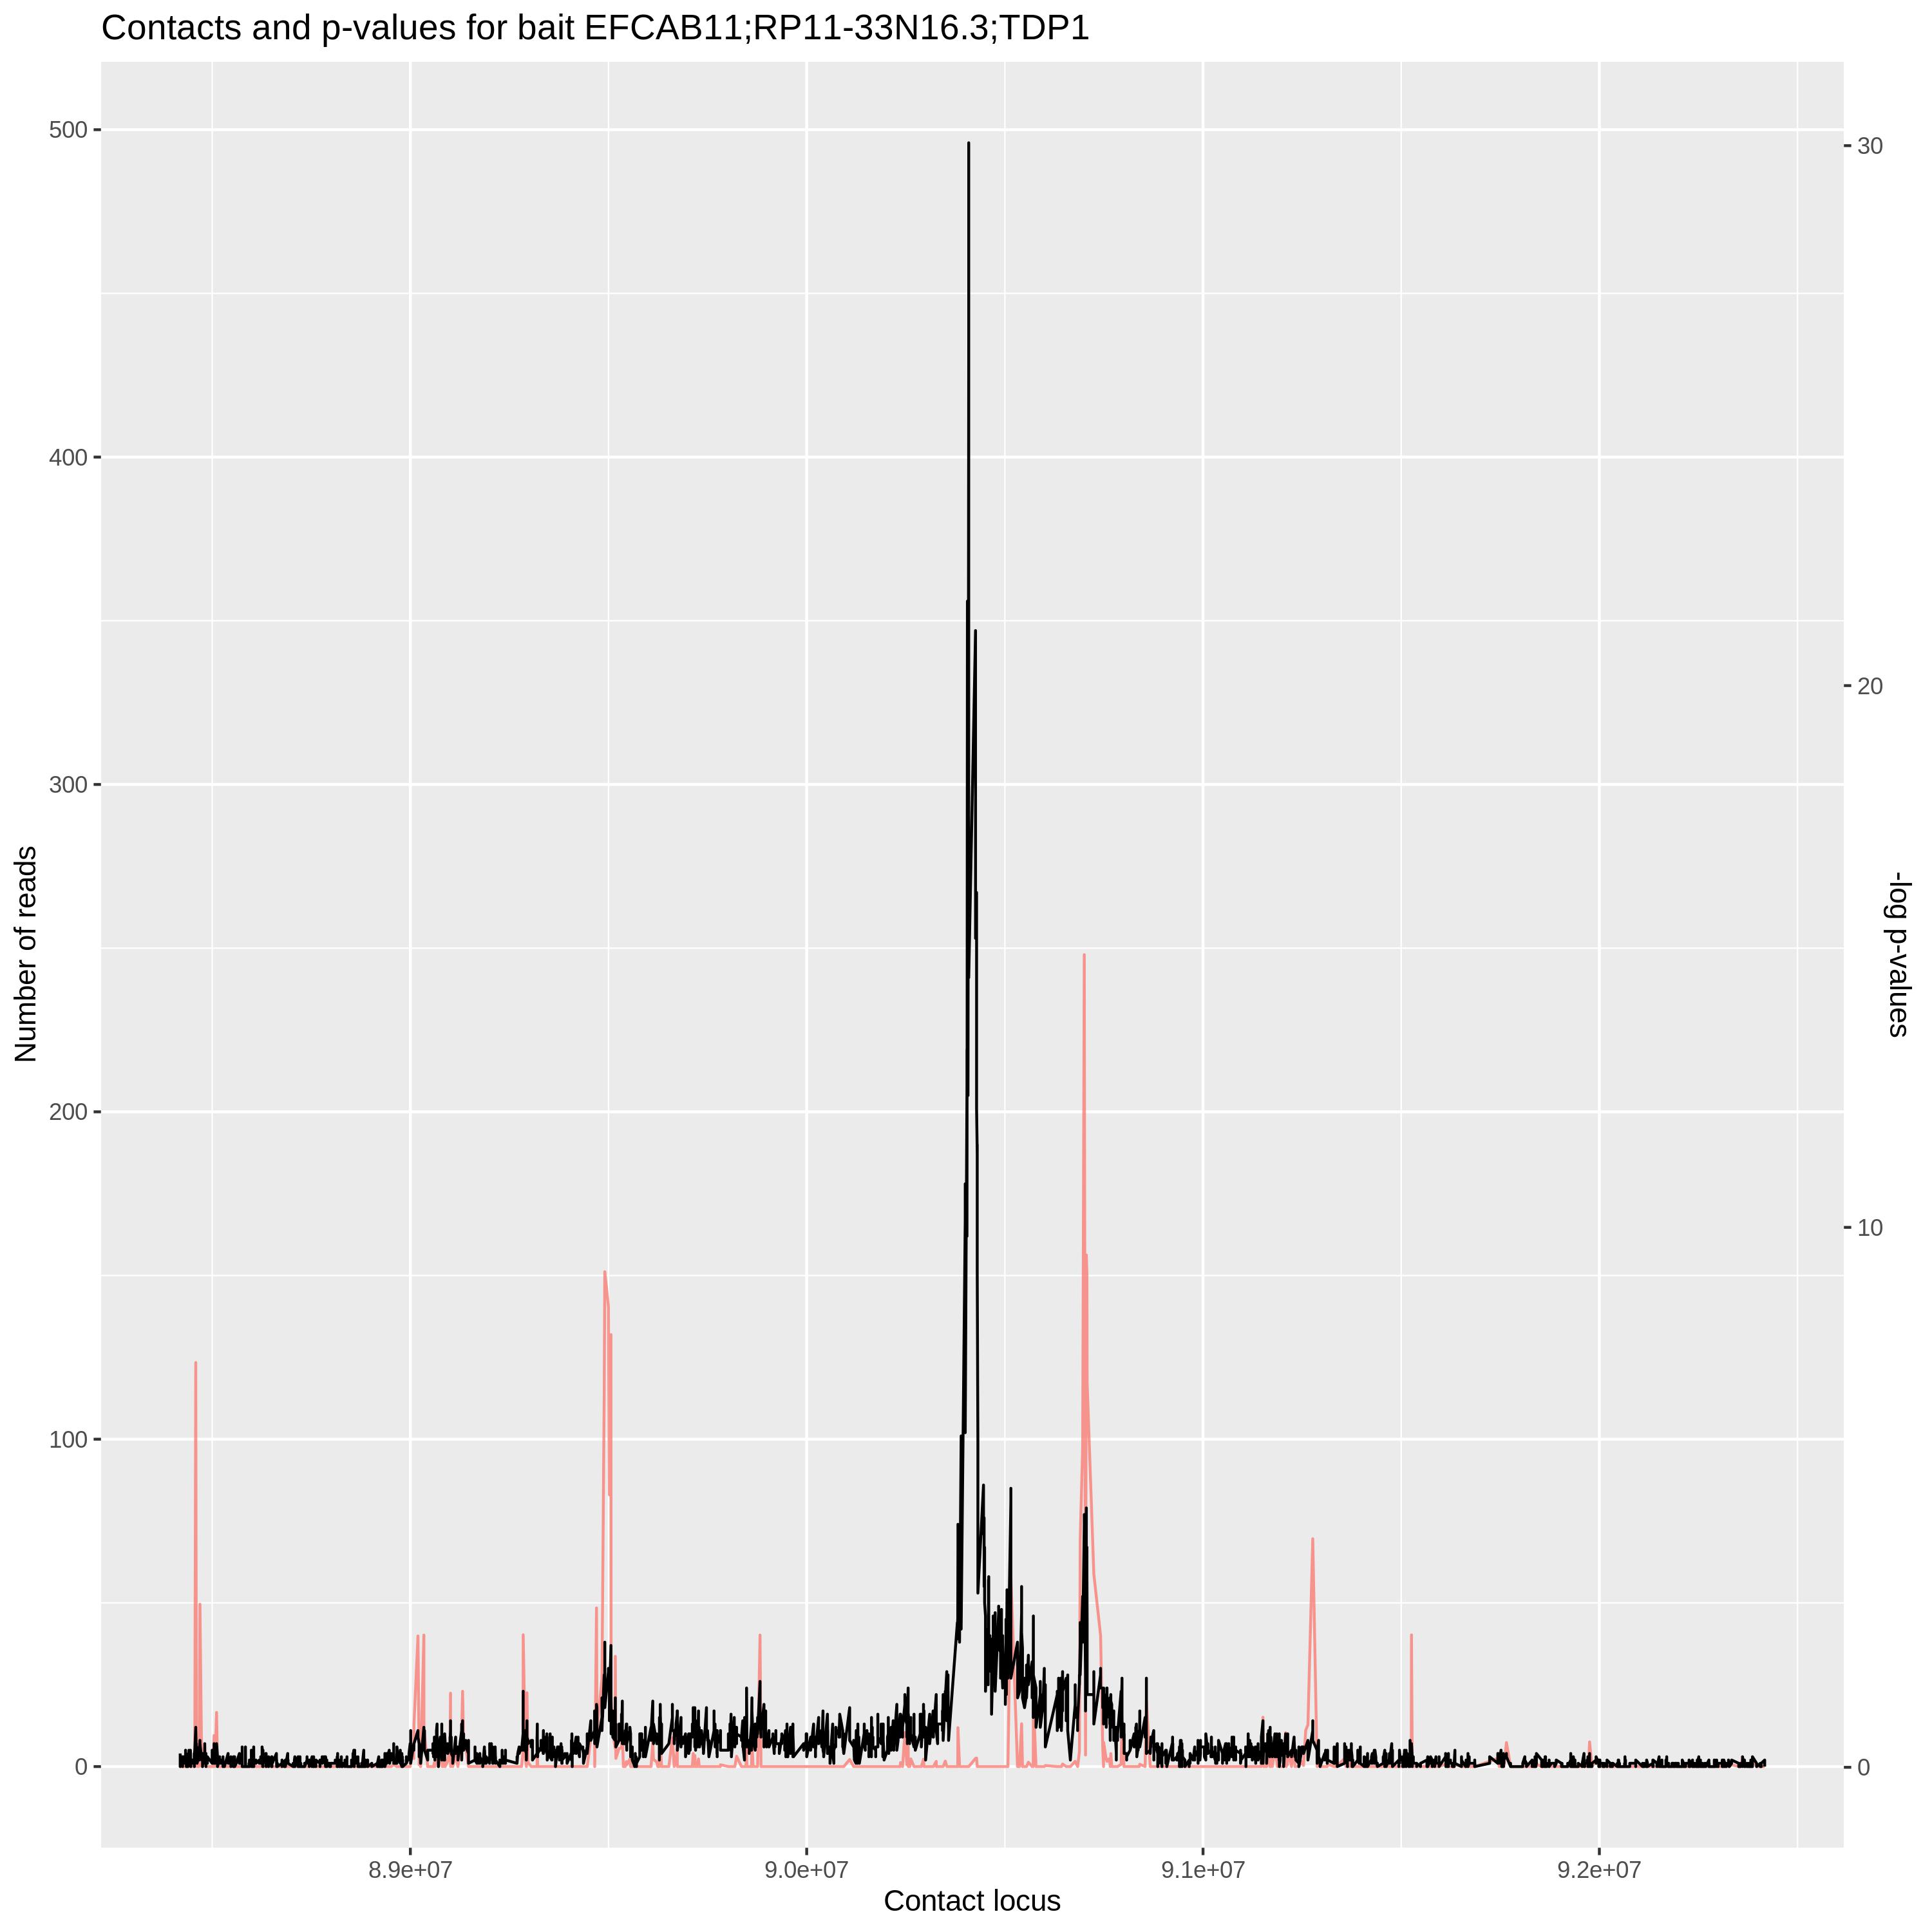 Contacts and p-values for bait EFCAB11;RP11-33N16.3;TDP1
500
400
300
200
100
0
Number of reads
30
20
10
0
-log p-values
8.9e+07
9.0e+07
9.1e+07
9.2e+07
Contact locus